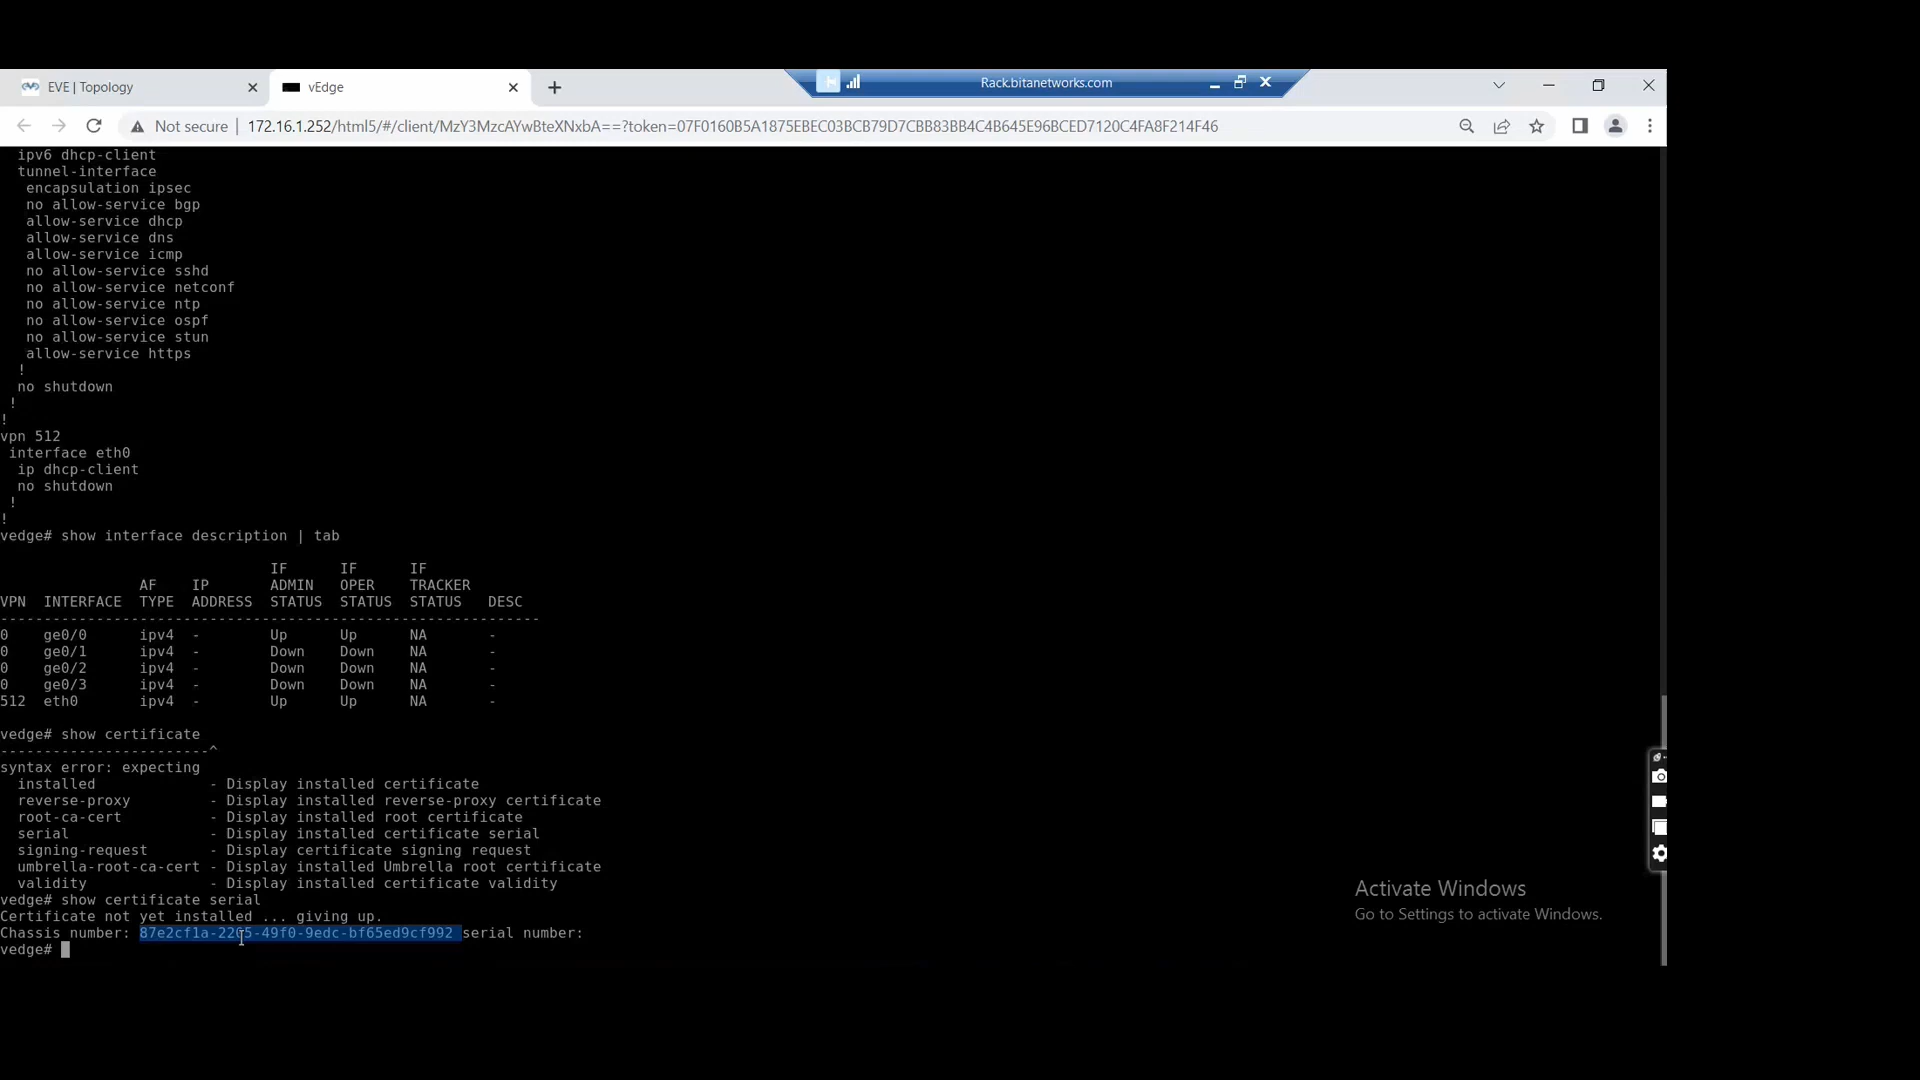 EVE | Topology
vEdge
Rack.bitanetworks.com
Not secure | 172.16.1.252/html5/#/client/MzY3MzcAYwBteXNxbA==?token=07F0160B5A1875EBEC03BCB79D7CBB83BB4C4B645E96BCED7120C4FA8F214F46
ipv6 dhcp-client
tunnel-interface
encapsulation ipsec
no allow-service bgp
allow-service dhcp
allow-service dns
allow-service icmp
no allow-service sshd
no allow-service netconf
no allow-service ntp
no allow-service ospf
no allow-service stun
allow-service https
!
no shutdown
!
!
vpn 512
interface eth0
ip dhcp-client
no shutdown
!
!
vedge# show interface description | tab
IF IF IF
AF IP ADMIN OPER TRACKER
VPN INTERFACE TYPE ADDRESS STATUS STATUS STATUS DESC
--------------------------------------------------------------
0 ge0/0 ipv4 - Up Up NA -
0 ge0/1 ipv4 - Down Down NA -
0 ge0/2 ipv4 - Down Down NA -
0 ge0/3 ipv4 - Down Down NA -
512 eth0 ipv4 - Up Up NA -
vedge# show certificate
------------------------^
syntax error: expecting
installed - Display installed certificate
reverse-proxy - Display installed reverse-proxy certificate
root-ca-cert - Display installed root certificate
serial - Display installed certificate serial
signing-request - Display certificate signing request
umbrella-root-ca-cert - Display installed Umbrella root certificate
validity - Display installed certificate validity
vedge# show certificate serial
Certificate not yet installed ... giving up.
Chassis number: 87e2cf1a-2265-49f0-9edc-bf65ed9cf992 serial number:
vedge#
Activate Windows
Go to Settings to activate Windows.